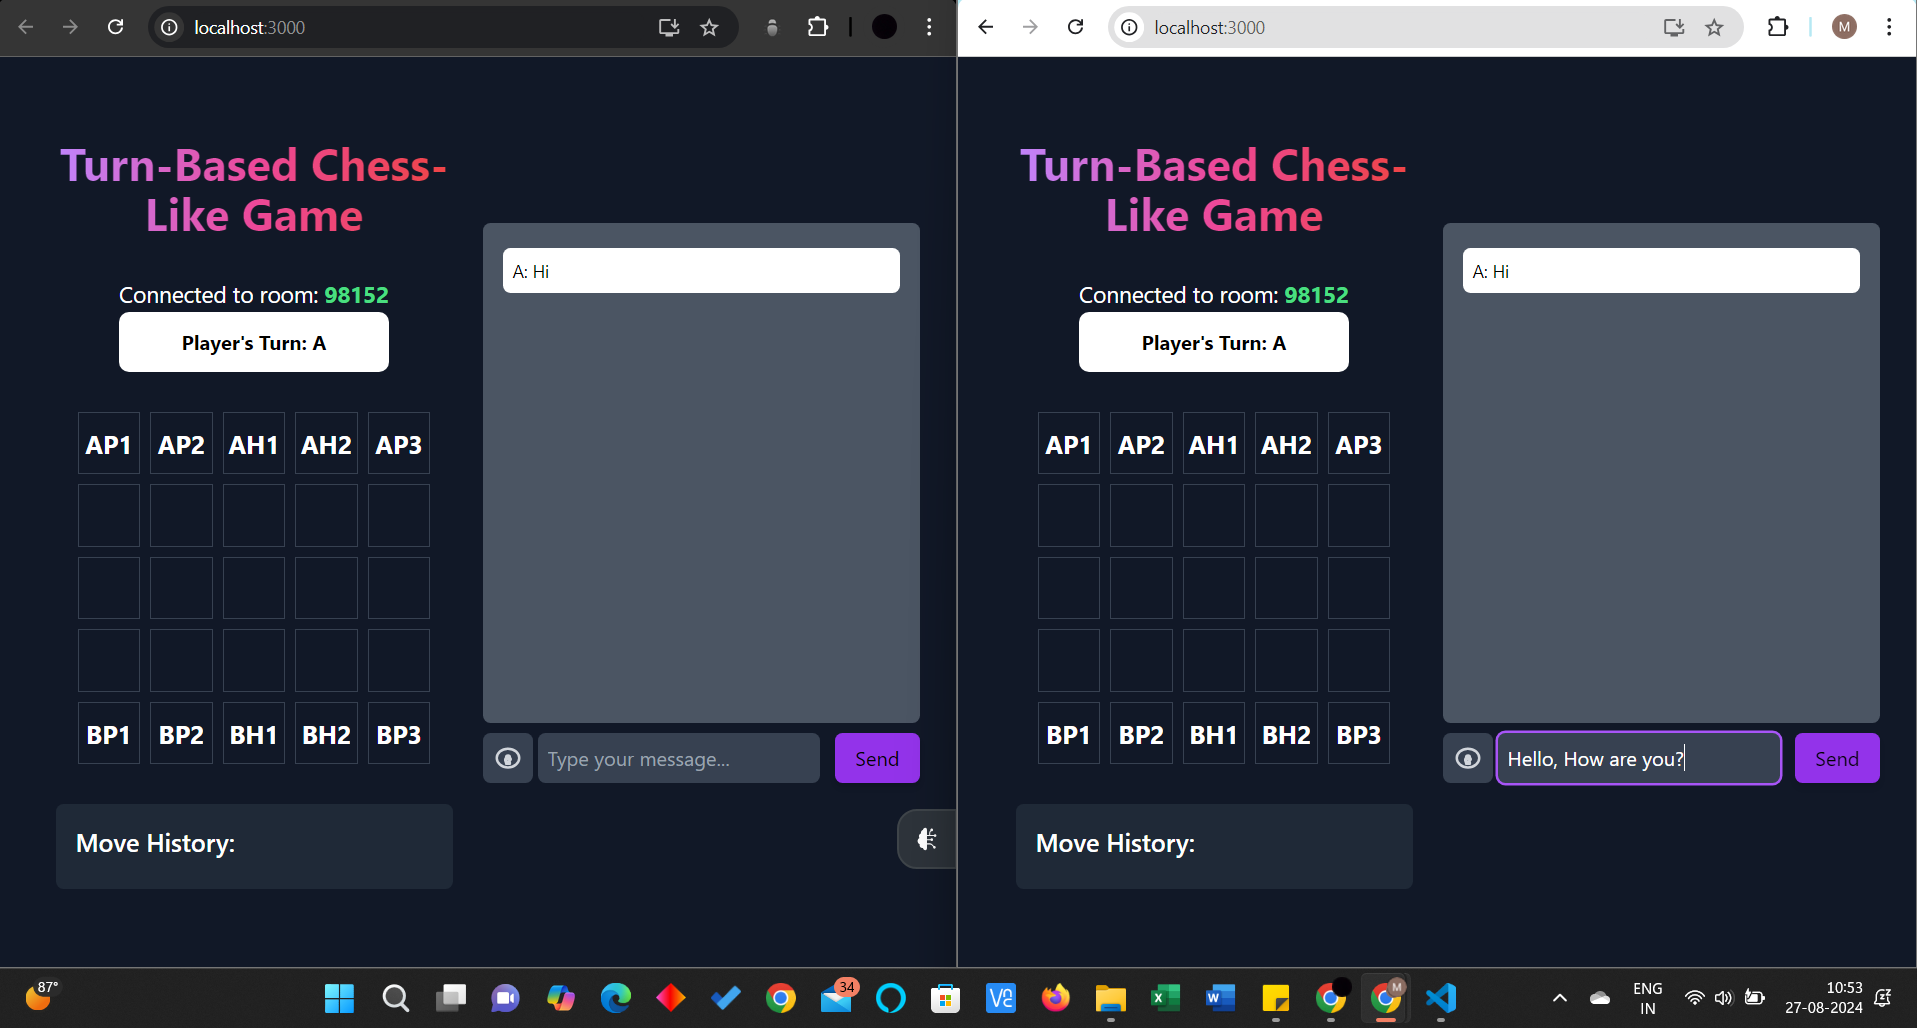 localhost:3000
Turn-Based Chess-
Like Game
Connected to room: 98152
Player's Turn: A
AP1 AP2 AH1 AH2 AP3
BP1 BP2 BH1 BH2 BP3
Move History:
A: Hi
Type your message...
Send
localhost:3000
M
Turn-Based Chess-
Like Game
Connected to room: 98152
Player's Turn: A
AP1 AP2 AH1 AH2 AP3
BP1 BP2 BH1 BH2 BP3
Move History:
A: Hi
Hello, How are you?
Send
87°
34
M
ENG
IN
10:53
27-08-2024